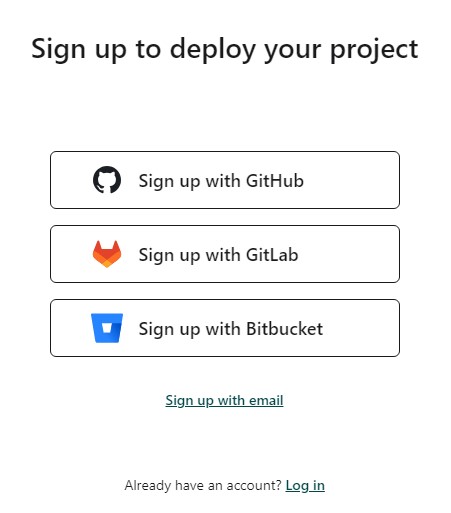 Sign up to deploy your project
Sign up with GitHub
Sign up with GitLab
Sign up with Bitbucket
Sign up with email
Already have an account? Log in